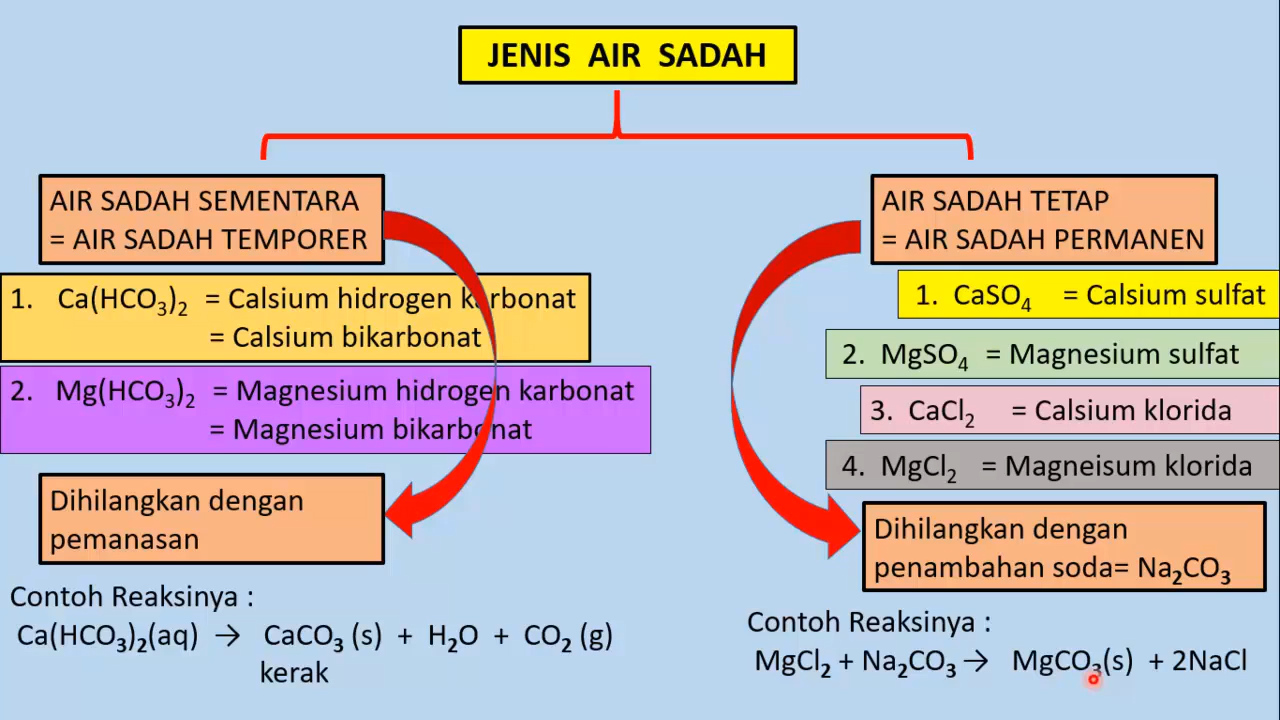 JENIS AIR SADAH
AIR SADAH SEMENTARA
= AIR SADAH TEMPORER
1. Ca(HCO₃)₂ = Calsium hidrogen karbonat
= Calsium bikarbonat
2. Mg(HCO₃)₂ = Magnesium hidrogen karbonat
= Magnesium bikarbonat
Dihilangkan dengan
pemanasan
Contoh Reaksinya :
Ca(HCO₃)₂(aq) → CaCO₃ (s) + H₂O + CO₂ (g)
kerak
AIR SADAH TETAP
= AIR SADAH PERMANEN
1. CaSO₄ = Calsium sulfat
2. MgSO₄ = Magnesium sulfat
3. CaCl₂ = Calsium klorida
4. MgCl₂ = Magneisum klorida
Dihilangkan dengan
penambahan soda= Na₂CO₃
Contoh Reaksinya :
MgCl₂ + Na₂CO₃ → MgCO₃(s) + 2NaCl